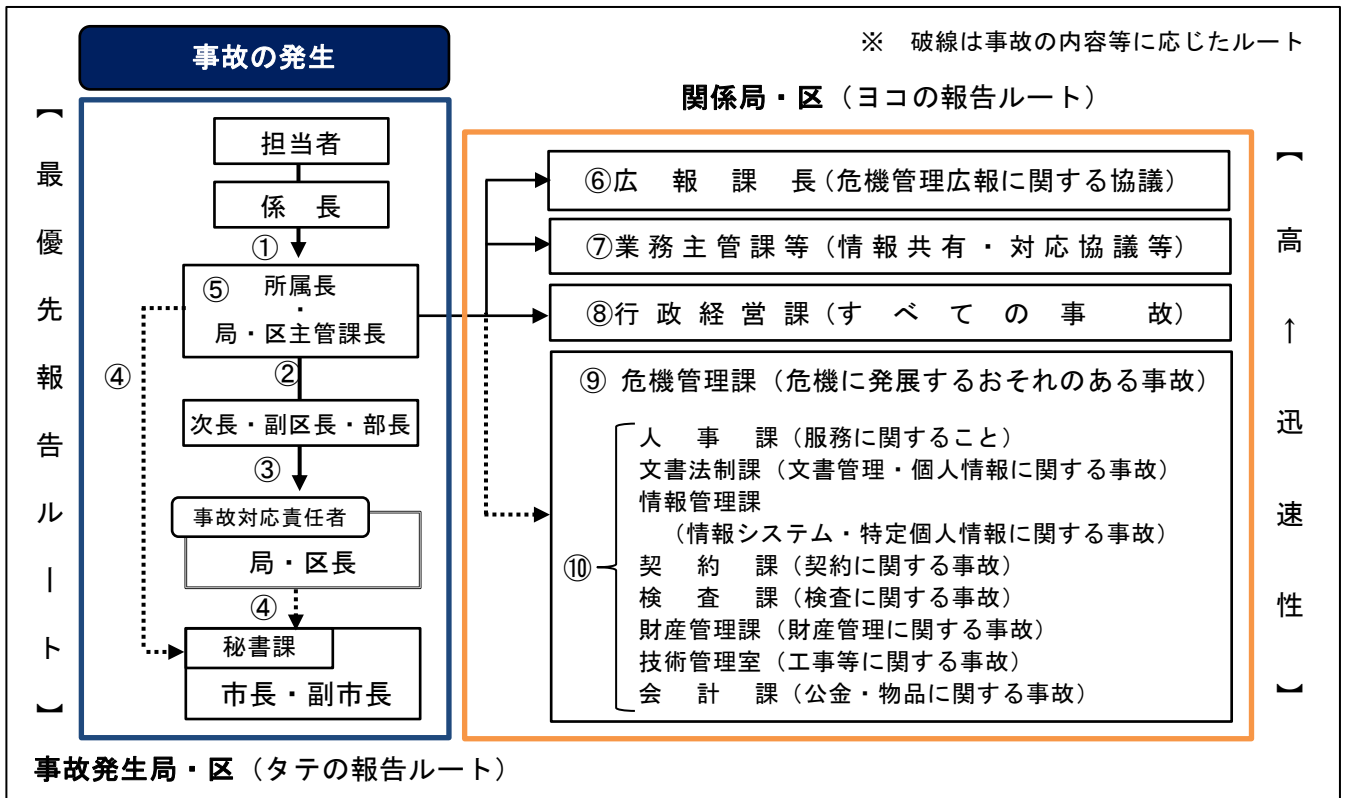 事故の発生
※　破線は事故の内容等に応じたルート
関係局・区（ヨコの報告ルート）
【最優先報告ルート】
担当者
係　長
①
⑤
所属長
・
局・区主管課長
②
④
次長・副区長・部長
③
事故対応責任者
局・区長
④
秘書課
市長・副市長
事故発生局・区（タテの報告ルート）
⑥広　報　課　長（危機管理広報に関する協議）
⑦業務主管課等（情報共有・対応協議等）
⑧行政経営課（すべての事　故）
⑨ 危機管理課（危機に発展するおそれのある事故）
⑩
人　事　課（服務に関すること）
文書法制課（文書管理・個人情報に関する事故）
情報管理課
（情報システム・特定個人情報に関する事故）
契　約　課（契約に関する事故）
検　査　課（検査に関する事故）
財産管理課（財産管理に関する事故）
技術管理室（工事等に関する事故）
会　計　課（公金・物品に関する事故）
【高↑迅速性】